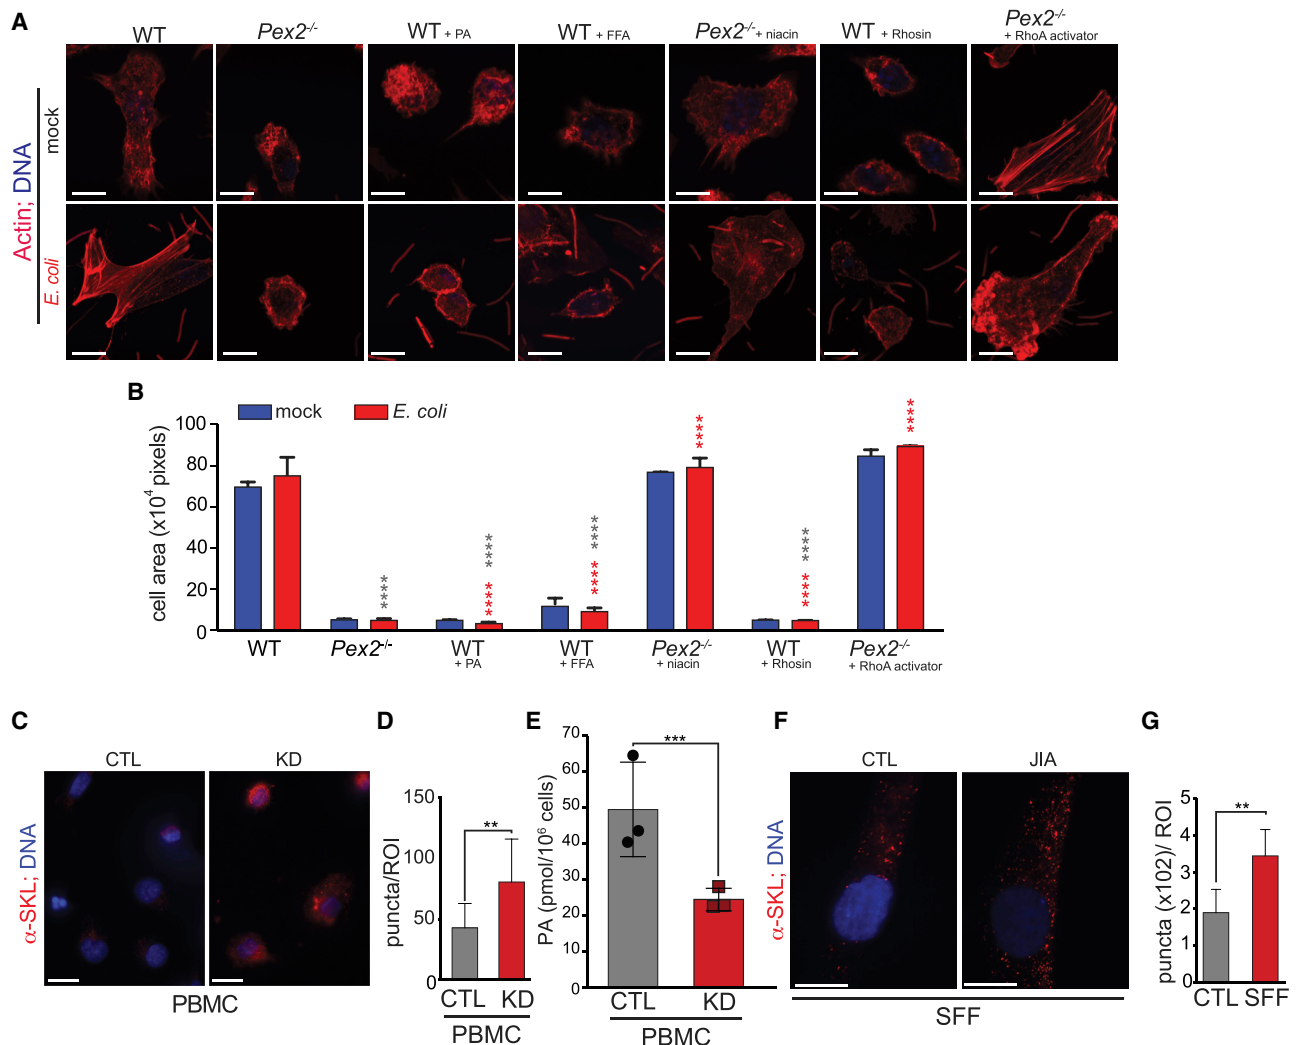 A
WT
Pex2-/-
WT + PA
WT + FFA
Pex2-/- + niacin
WT + Rhosin
Pex2-/-
+ RhoA activator
Actin; DNA
mock
E. coli
B
mock
E. coli
cell area (x10⁴ pixels)
100
80
60
40
20
0
****
****
****
****
****
****
****
****
****
WT
Pex2-/-
WT
+ PA
WT
+ FFA
Pex2-/-
+ niacin
WT
+ Rhosin
Pex2-/-
+ RhoA activator
C
CTL
KD
α-SKL; DNA
PBMC
D
puncta/ROI
150
100
50
0
**
CTL
KD
PBMC
E
PA (pmol/10⁶ cells)
70
60
50
40
30
20
10
0
***
CTL
KD
PBMC
F
CTL
JIA
α-SKL; DNA
SFF
G
puncta (x102)/ ROI
5
4
3
2
1
0
**
CTL SFF